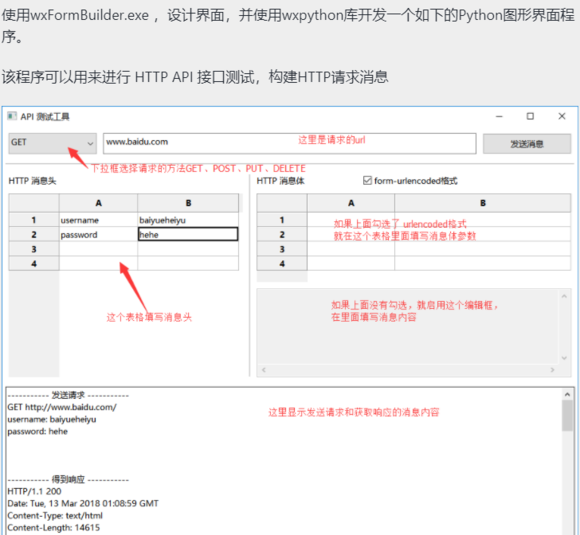 使用wxFormBuilder.exe ，设计界面，并使用wxpython库开发一个如下的Python图形界面程
序。
该程序可以用来进行 HTTP API 接口测试，构建HTTP请求消息
API 测试工具
GET
www.baidu.com
这里是请求的url
发送消息
下拉框选择请求的方法GET、POST、PUT、DELETE
HTTP 消息头
HTTP 消息体
form-urlencoded格式
A B
1 username baiyueheiyu
2 password hehe
3
4
A B
1
2
3
4
如果上面勾选了 urlencoded格式
就在这个表格里面填写消息体参数
这个表格填写消息头
如果上面没有勾选，就启用这个编辑框，
在里面填写消息内容
----------- 发送请求 -----------
GET http://www.baidu.com/
username: baiyueheiyu
password: hehe
这里显示发送请求和获取响应的消息内容
----------- 得到响应 -----------
HTTP/1.1 200
Date: Tue, 13 Mar 2018 01:08:59 GMT
Content-Type: text/html
Content-Length: 14615